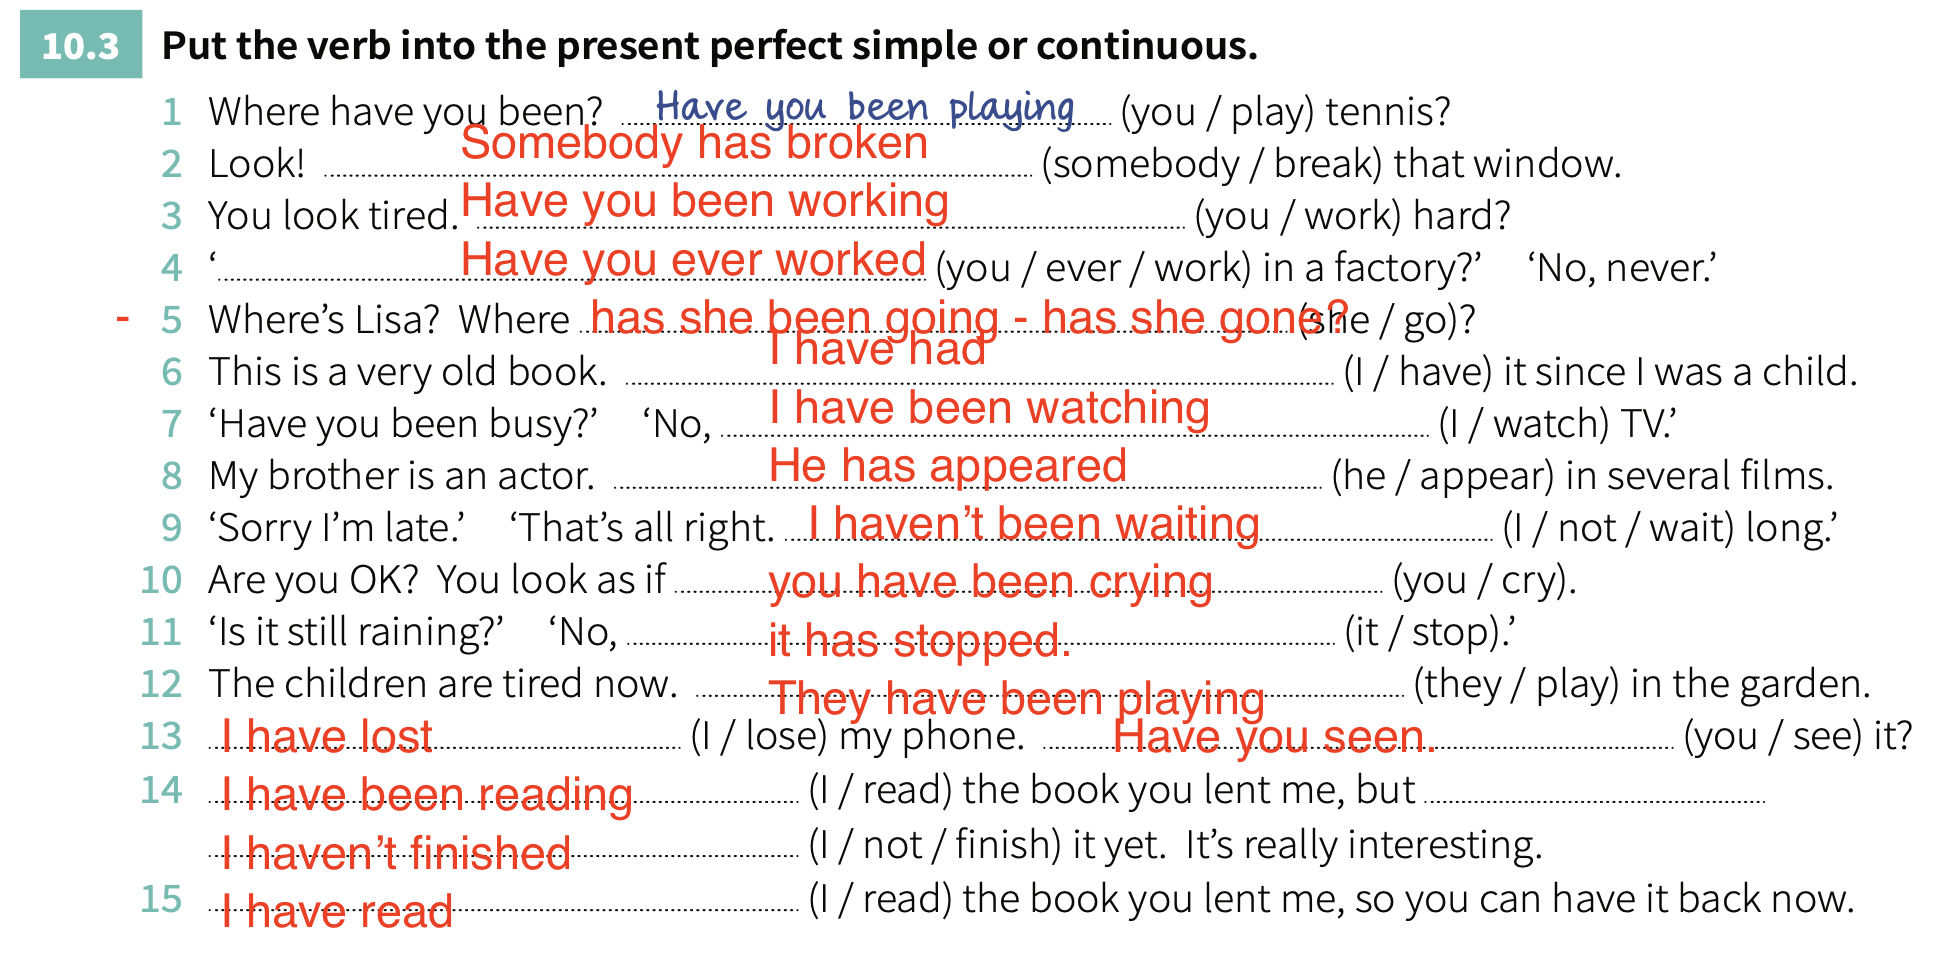 10.3 Put the verb into the present perfect simple or continuous.
1 Where have you been? Have you been playing (you / play) tennis?
2 Look! Somebody has broken (somebody / break) that window.
3 You look tired. Have you been working (you / work) hard?
4 ‘ Have you ever worked (you / ever / work) in a factory?’ ‘No, never.’
- 5 Where’s Lisa? Where has she been going - has she gone? (she / go)?
6 This is a very old book. I have had (I / have) it since I was a child.
7 ‘Have you been busy?’ ‘No, I have been watching (I / watch) TV.’
8 My brother is an actor. He has appeared (he / appear) in several films.
9 ‘Sorry I’m late.’ ‘That’s all right. I haven’t been waiting (I / not / wait) long.’
10 Are you OK? You look as if you have been crying (you / cry).
11 ‘Is it still raining?’ ‘No, it has stopped. (it / stop).’
12 The children are tired now. They have been playing (they / play) in the garden.
13 I have lost (I / lose) my phone. Have you seen. (you / see) it?
14 I have been reading (I / read) the book you lent me, but
I haven’t finished (I / not / finish) it yet. It’s really interesting.
15 I have read (I / read) the book you lent me, so you can have it back now.